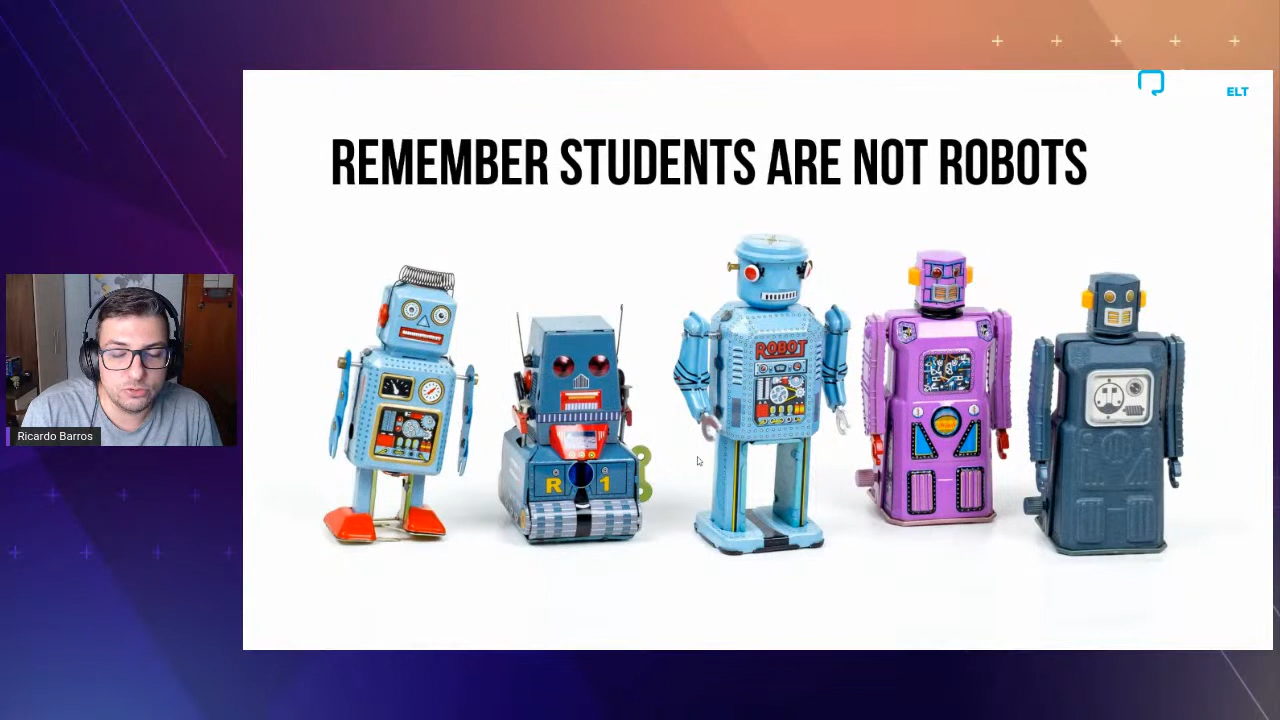 ELT
REMEMBER STUDENTS ARE NOT ROBOTS
ROBOT
R 1
Ricardo Barros